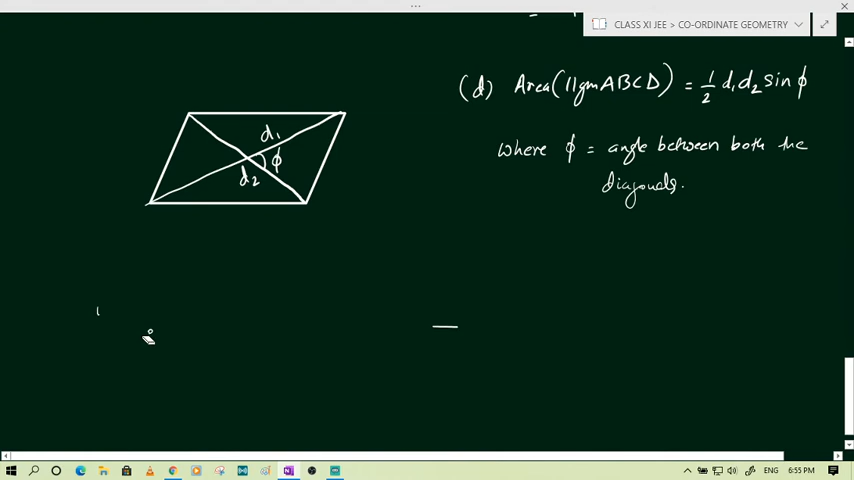 CLASS XI JEE > CO-ORDINATE GEOMETRY
(d) Area(||gm ABCD) = 1/2 d₁d₂ sin ϕ
where ϕ = angle between both the
diagonals.
d₁
ϕ
d₂
ENG 6:55 PM